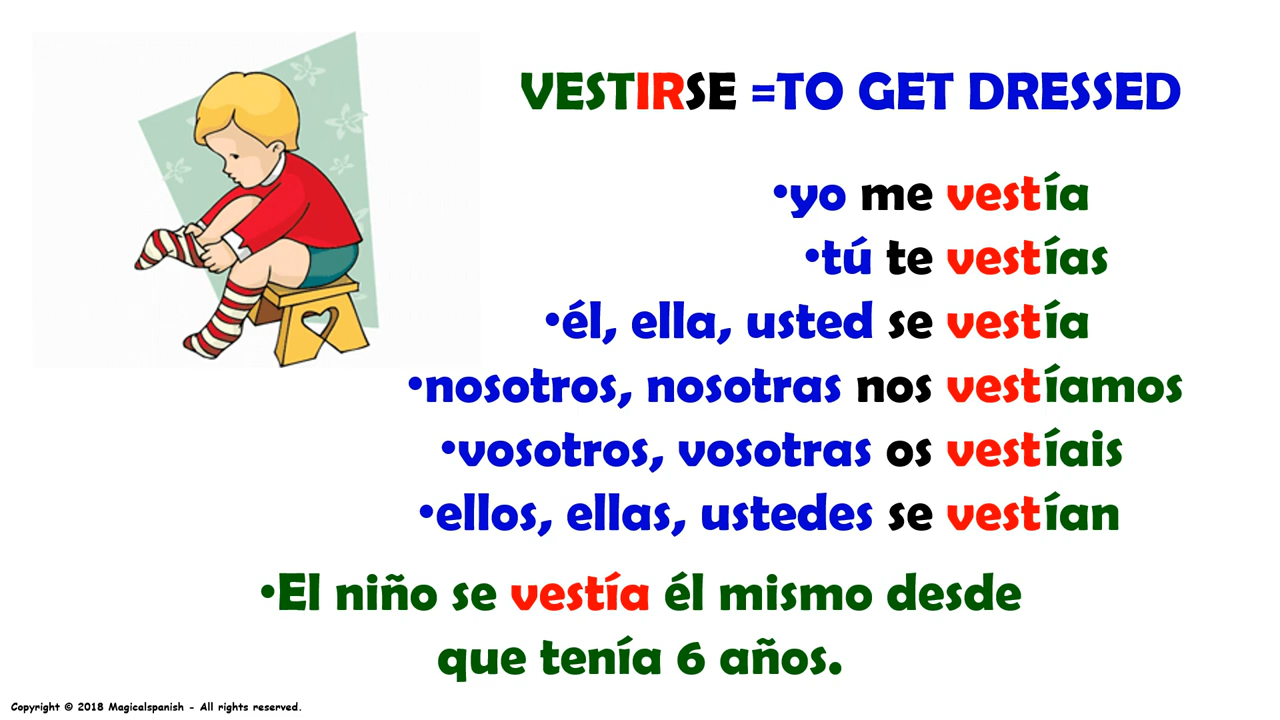 VESTIRSE =TO GET DRESSED
•yo me vestía
•tú te vestías
•él, ella, usted se vestía
•nosotros, nosotras nos vestíamos
•vosotros, vosotras os vestíais
•ellos, ellas, ustedes se vestían
•El niño se vestía él mismo desde
que tenía 6 años.
Copyright © 2018 Magicalspanish - All rights reserved.